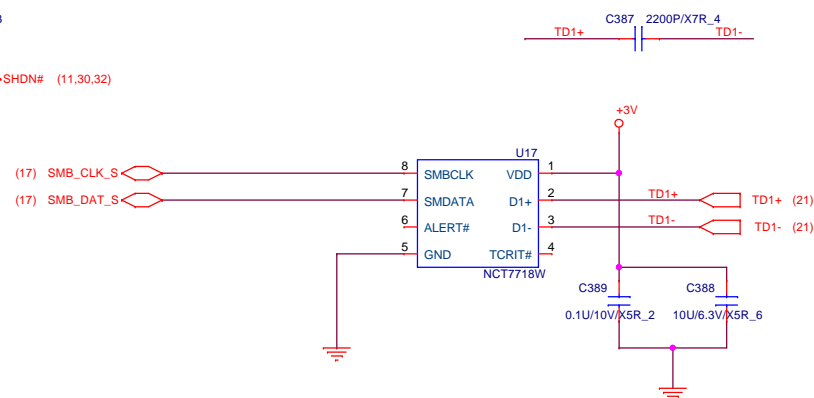 3
C387 2200P/X7R_4
TD1+ TD1-
SHDN# (11,30,32)
+3V
U17
(17) SMB_CLK_S 8 SMBCLK VDD 1
(17) SMB_DAT_S 7 SMDATA D1+ 2 TD1+ TD1+ (21)
6 ALERT# D1- 3 TD1- TD1- (21)
5 GND TCRIT# 4
NCT7718W
C389 C388
0.1U/10V/X5R_2 10U/6.3V/X5R_6